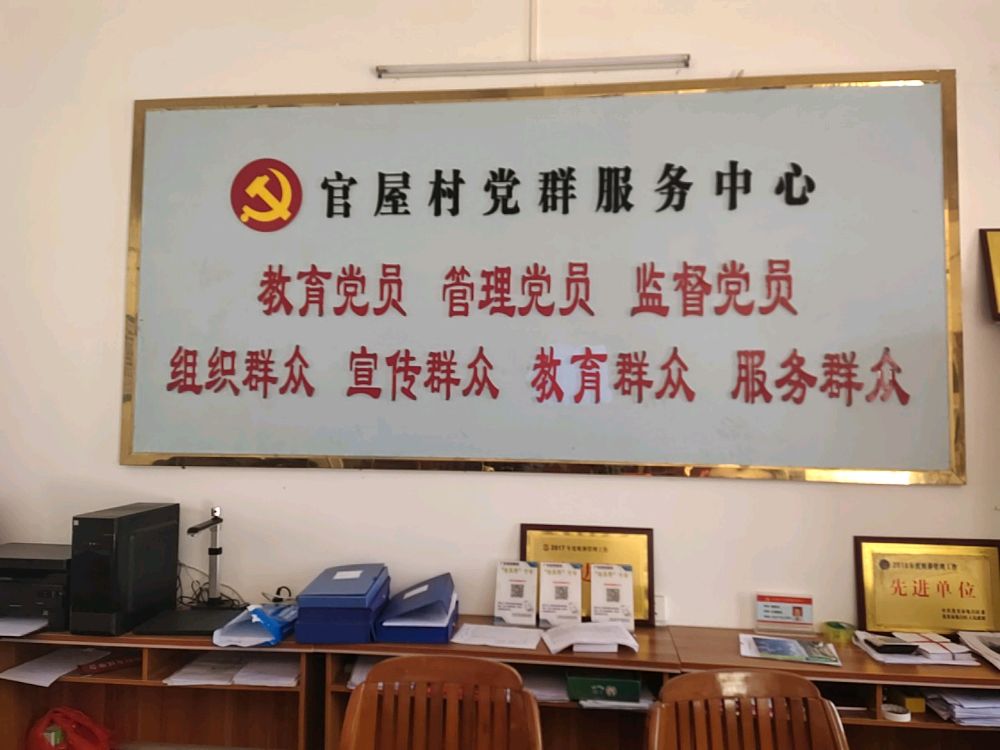 官屋村党群服务中心
教育党员 管理党员 监督党员
组织群众 宣传群众 教育群众 服务群众
2017
先进单位